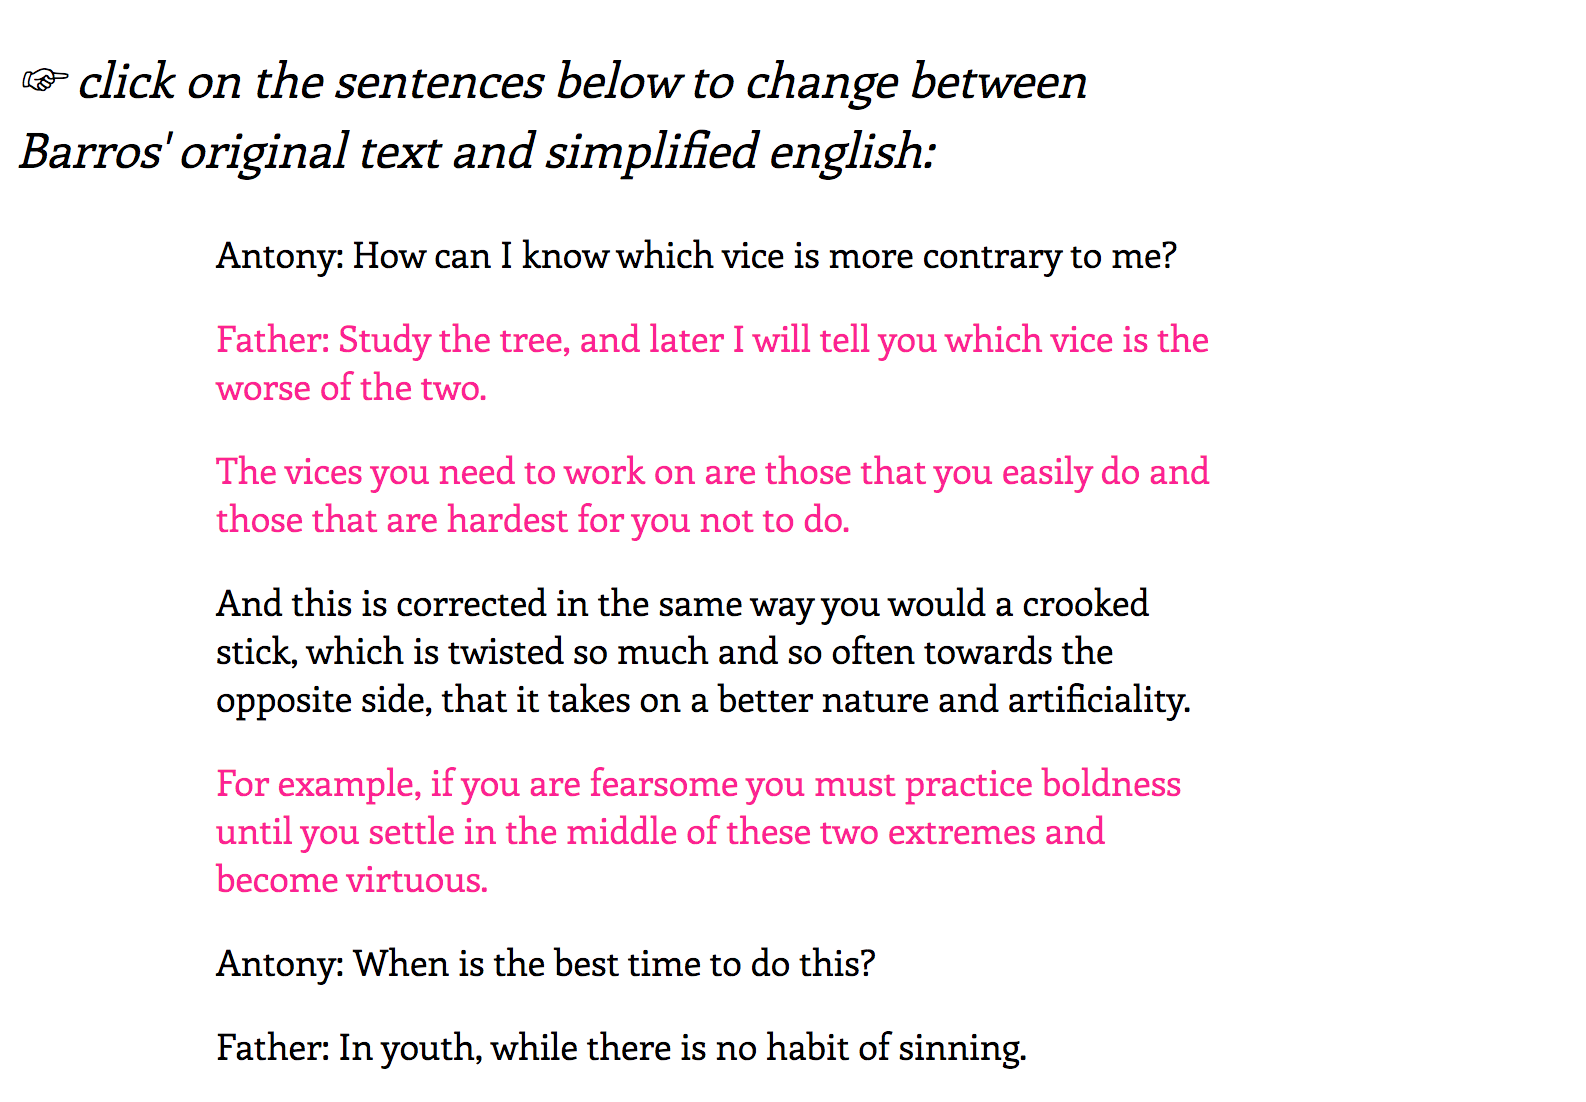 ☞ click on the sentences below to change between
Barros' original text and simplified english:
Antony: How can I know which vice is more contrary to me?
Father: Study the tree, and later I will tell you which vice is the
worse of the two.
The vices you need to work on are those that you easily do and
those that are hardest for you not to do.
And this is corrected in the same way you would a crooked
stick, which is twisted so much and so often towards the
opposite side, that it takes on a better nature and artificiality.
For example, if you are fearsome you must practice boldness
until you settle in the middle of these two extremes and
become virtuous.
Antony: When is the best time to do this?
Father: In youth, while there is no habit of sinning.